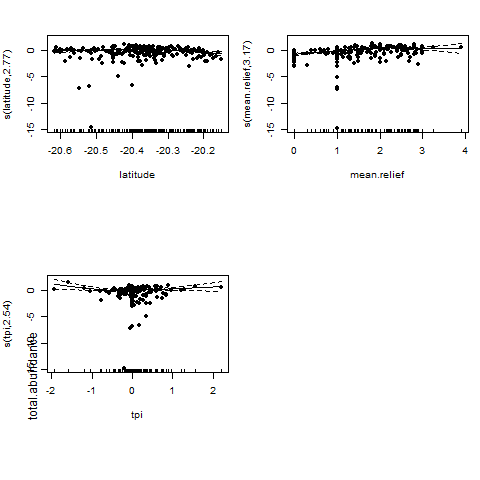 s(latitude,2.77)
0
-5
-10
-15
-20.6 -20.5 -20.4 -20.3 -20.2
latitude
s(mean.relief,3.17)
0
-5
-10
-15
0 1 2 3 4
mean.relief
s(tpi,2.54)
0
-5
-10
-15
-2 -1 0 1 2
tpi
total.abundance